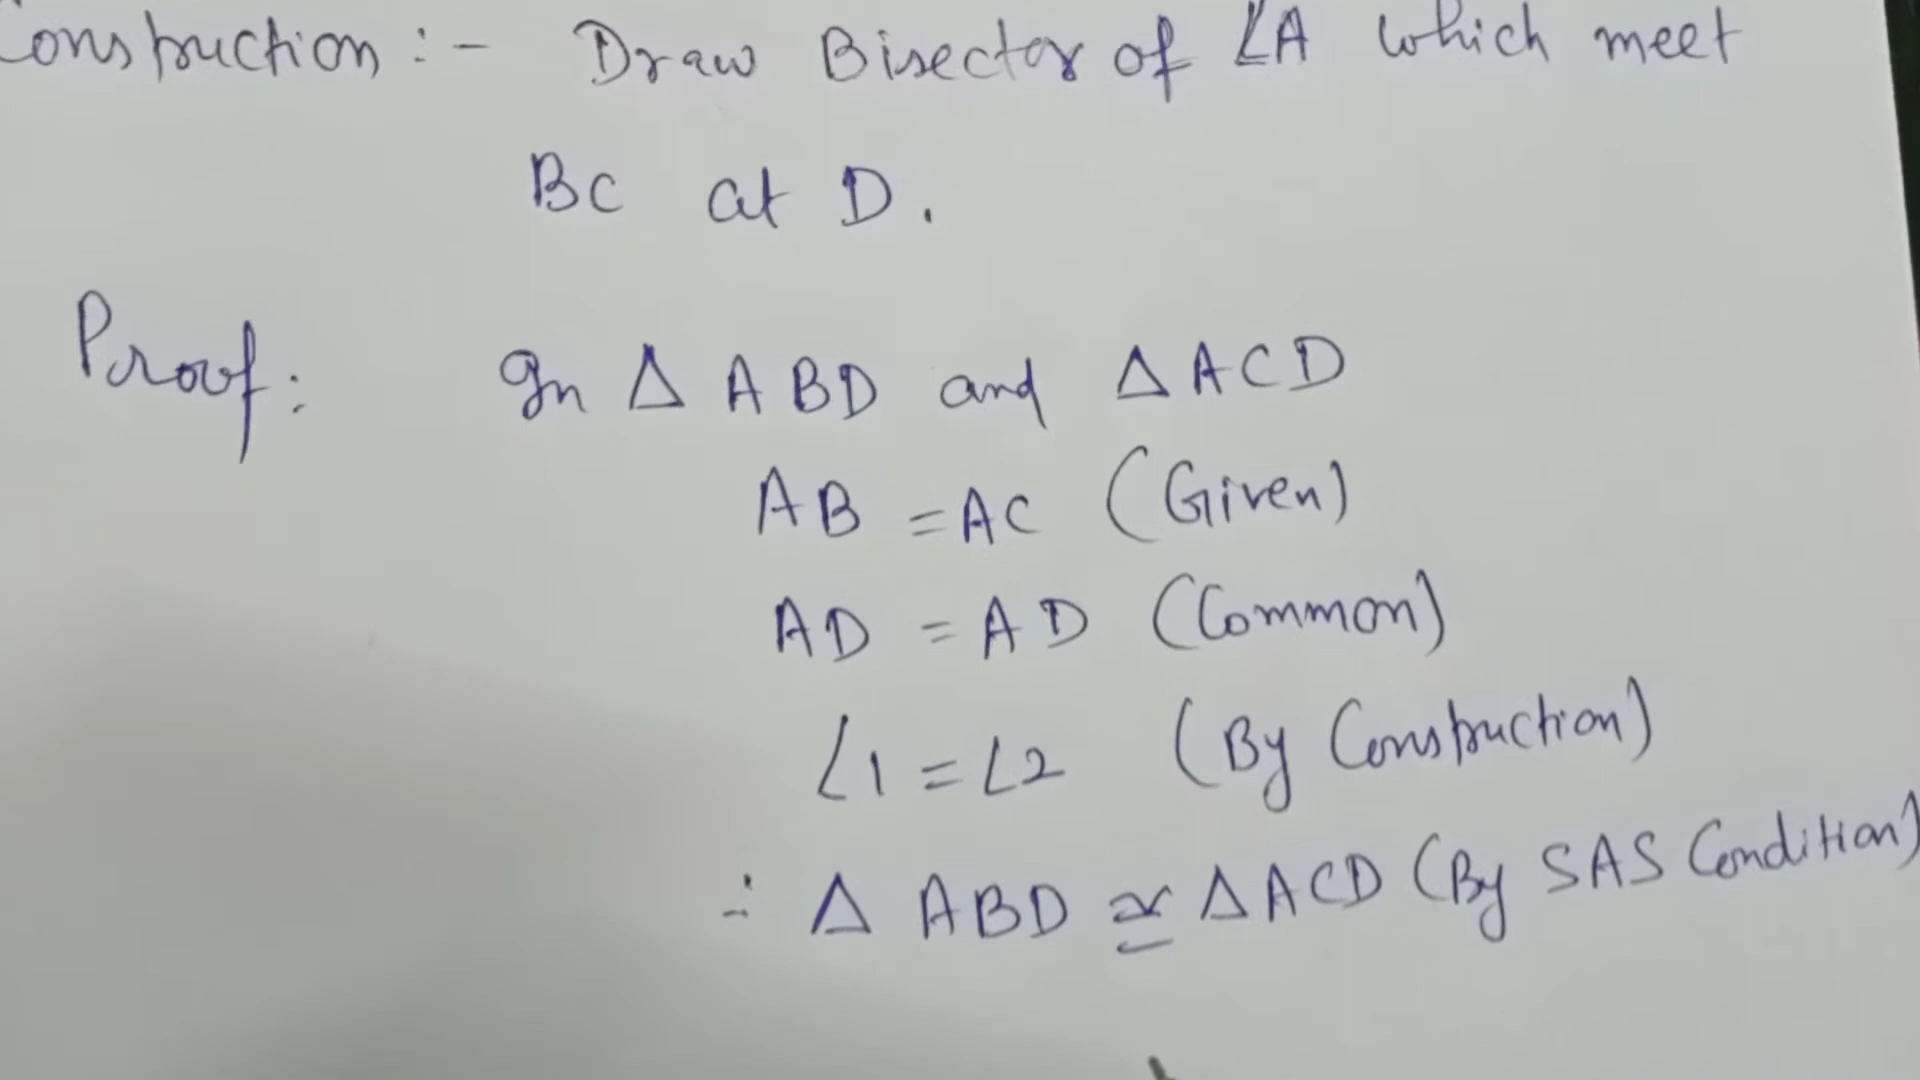 Construction :- Draw Bisector of ∠A which meet
BC at D.
Proof: In Δ ABD and Δ ACD
AB = AC (Given)
AD = AD (Common)
∠1 = ∠2 (By Construction)
∴ Δ ABD ≅ Δ ACD (By SAS Condition)